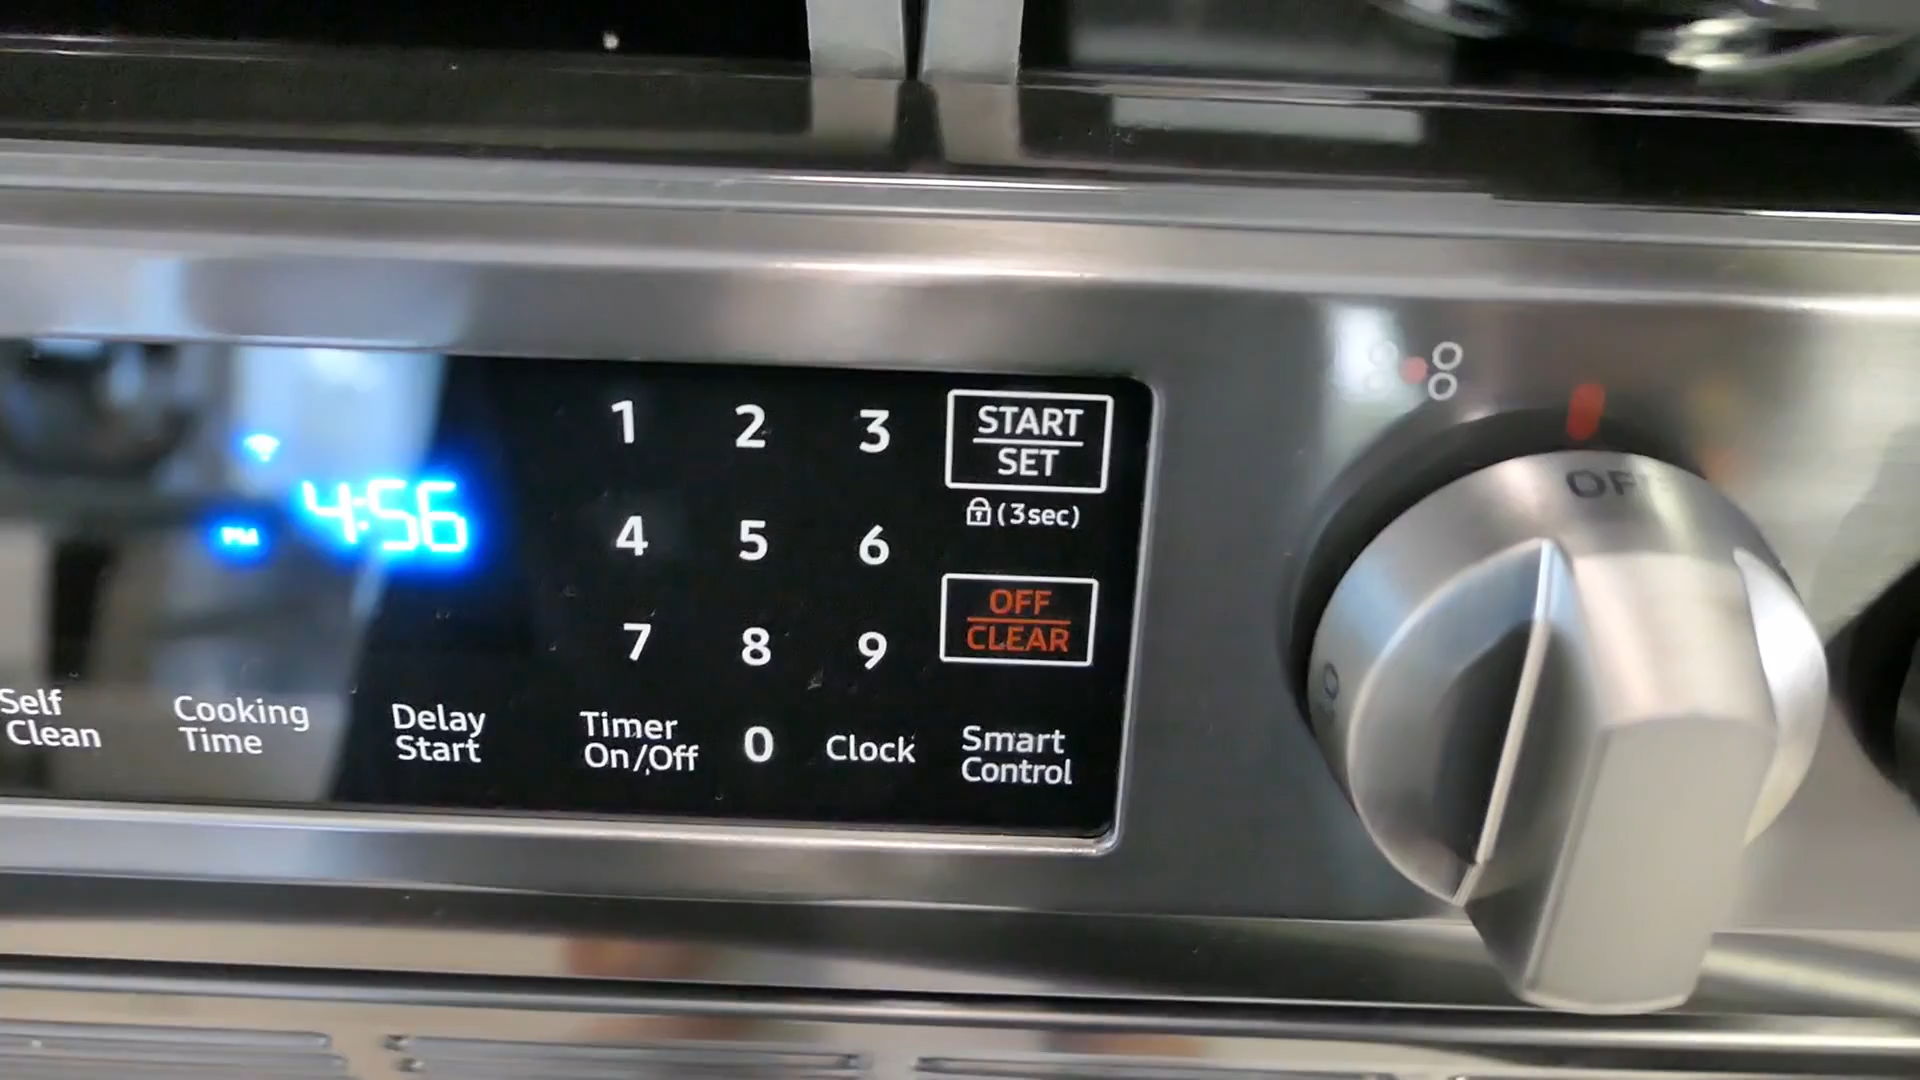 4:56
PM
1 2 3
4 5 6
7 8 9
0
START
SET
(3sec)
OFF
CLEAR
Self
Clean
Cooking
Time
Delay
Start
Timer
On/Off
Clock
Smart
Control
OFF